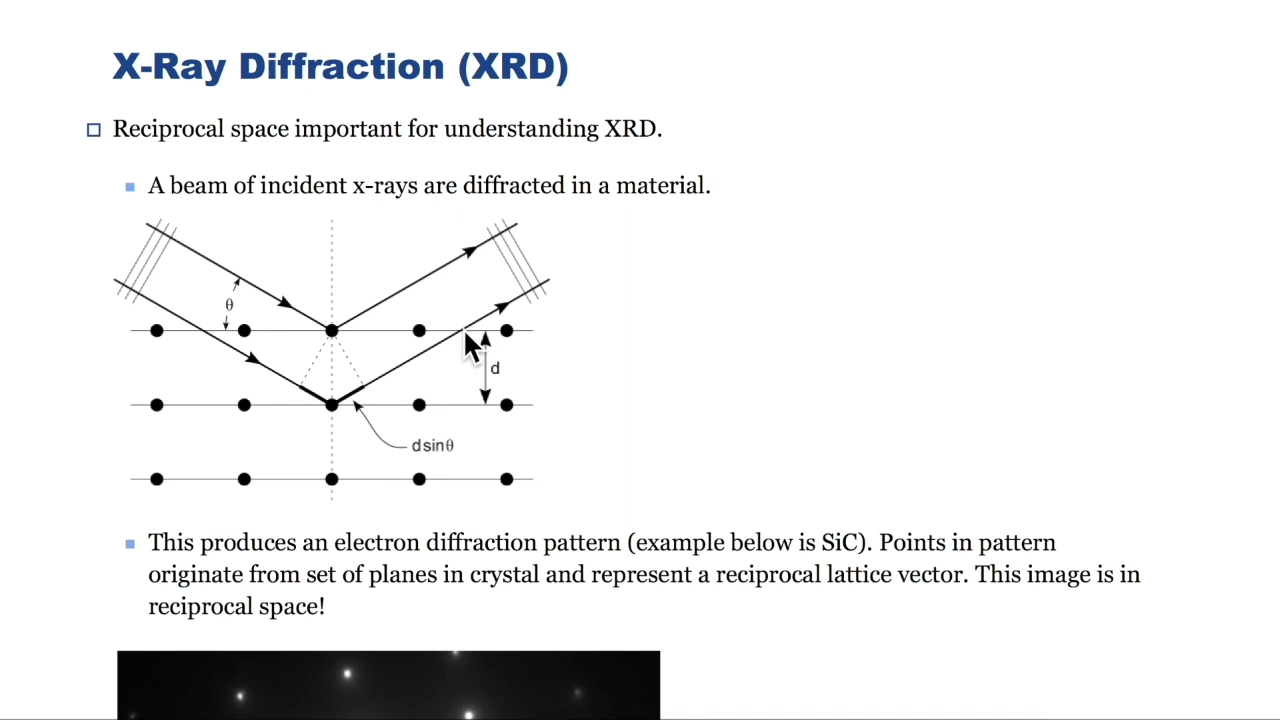 X-Ray Diffraction (XRD)
Reciprocal space important for understanding XRD.
A beam of incident x-rays are diffracted in a material.
θ
d
dsinθ
This produces an electron diffraction pattern (example below is SiC). Points in pattern
originate from set of planes in crystal and represent a reciprocal lattice vector. This image is in
reciprocal space!